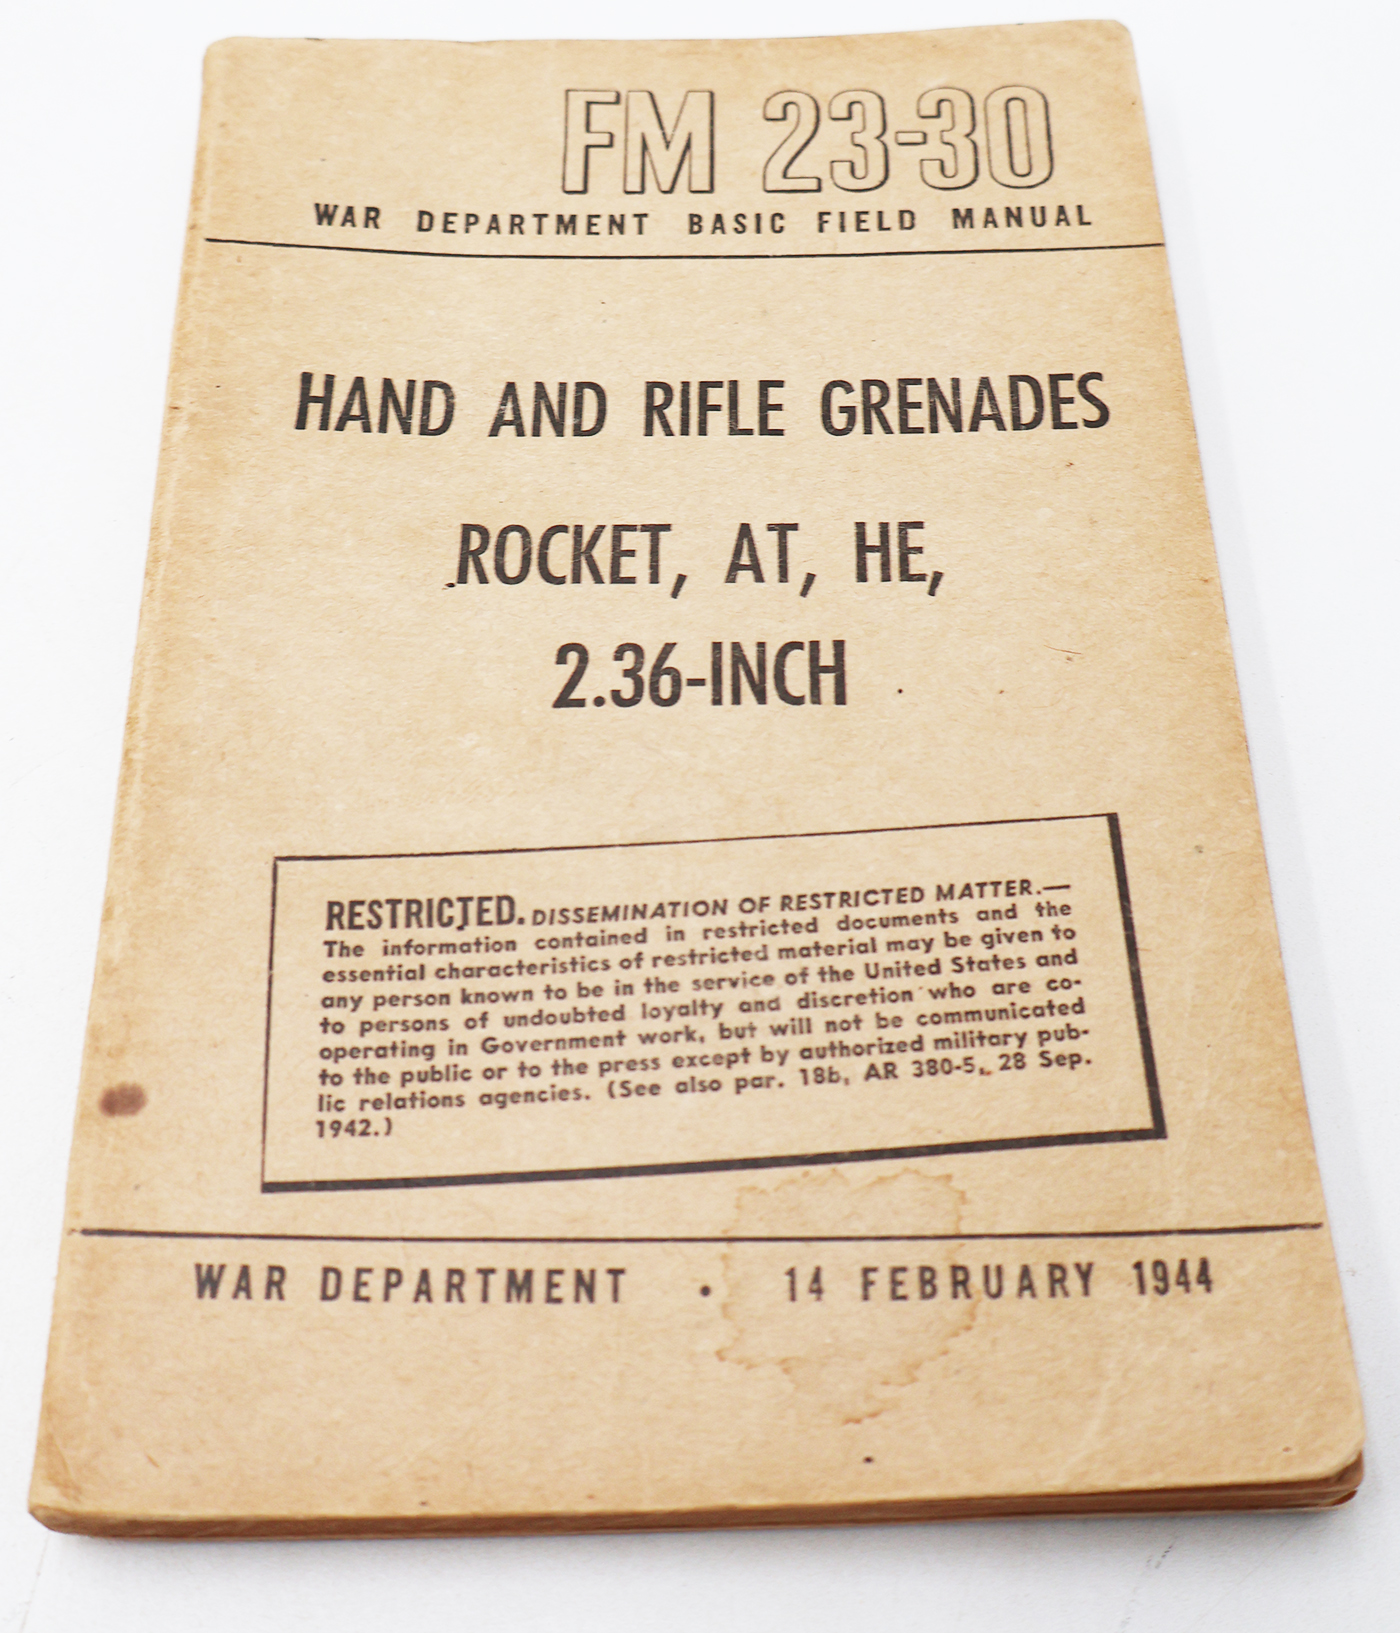 FM 23-30
WAR DEPARTMENT BASIC FIELD MANUAL
HAND AND RIFLE GRENADES
ROCKET, AT, HE,
2.36-INCH
RESTRICTED. DISSEMINATION OF RESTRICTED MATTER.—
The information contained in restricted documents and the
essential characteristics of restricted material may be given to
any person known to be in the service of the United States and
to persons of undoubted loyalty and discretion who are co-
operating in Government work, but will not be communicated
to the public or to the press except by authorized military pub-
lic relations agencies. (See also par. 18b, AR 380-5, 28 Sep.
1942.)
WAR DEPARTMENT • 14 FEBRUARY 1944